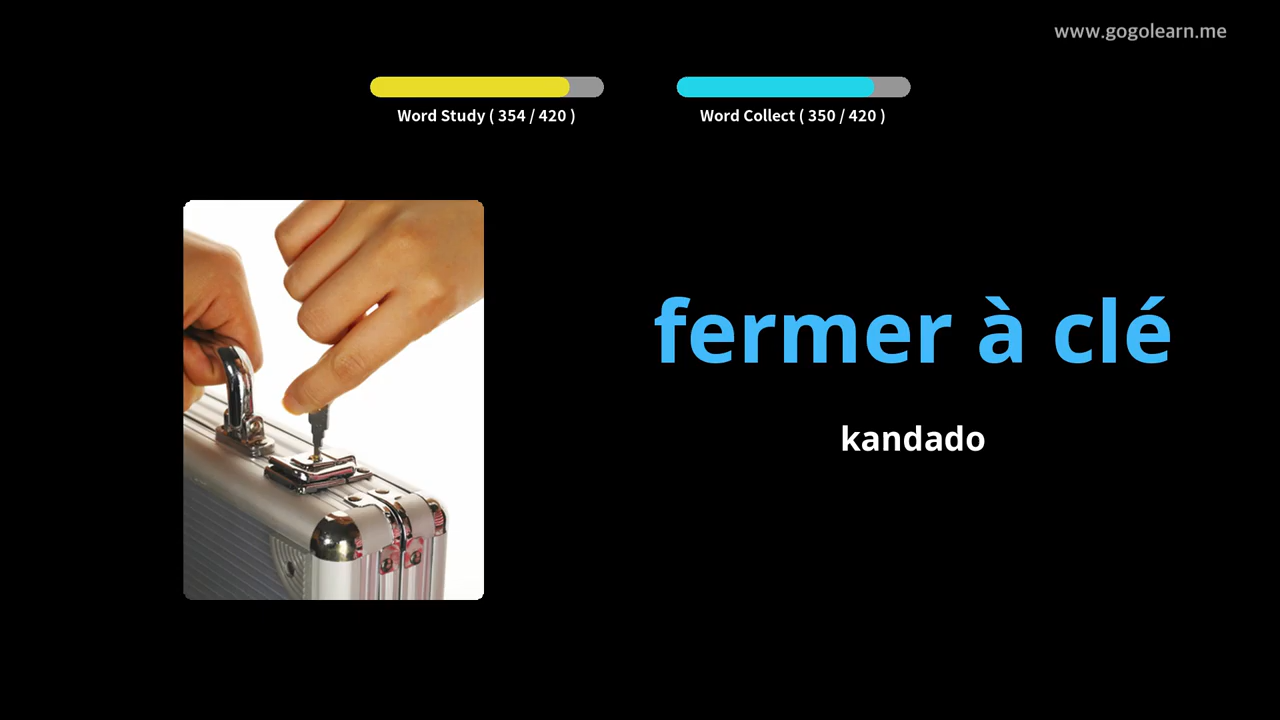 www.gogolearn.me
Word Study ( 354 / 420 )
Word Collect ( 350 / 420 )
fermer à clé
kandado